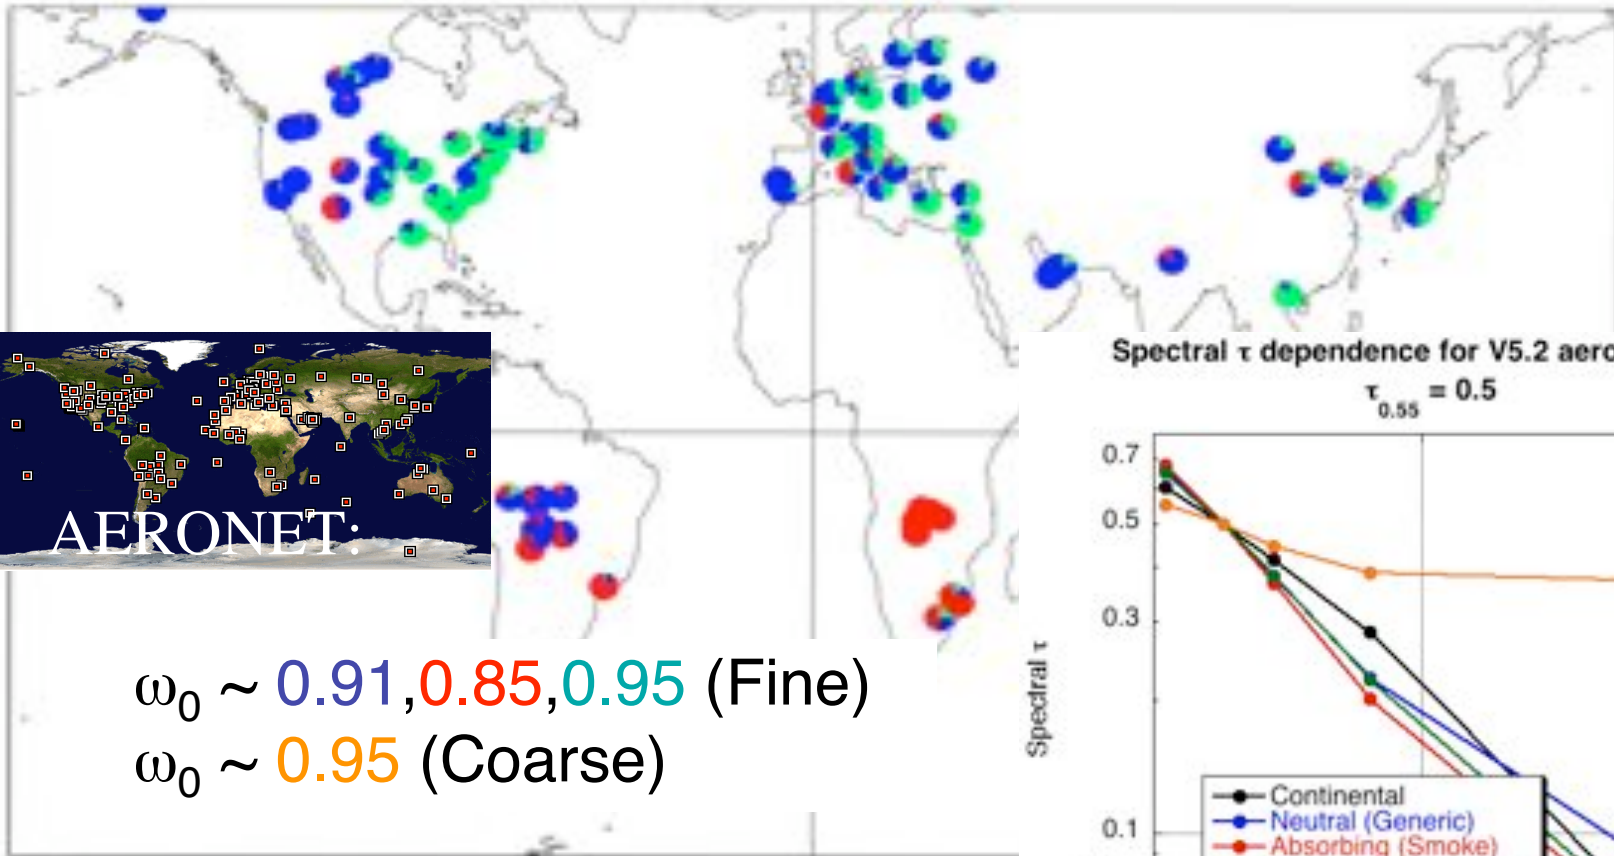 AERONET:
ω0 ~ 0.91,0.85,0.95 (Fine)
ω0 ~ 0.95 (Coarse)
Spectral τ dependence for V5.2 aero
τ0.55 = 0.5
0.7
0.5
0.3
0.1
Spectral τ
Continental
Neutral (Generic)
Absorbing (Smoke)